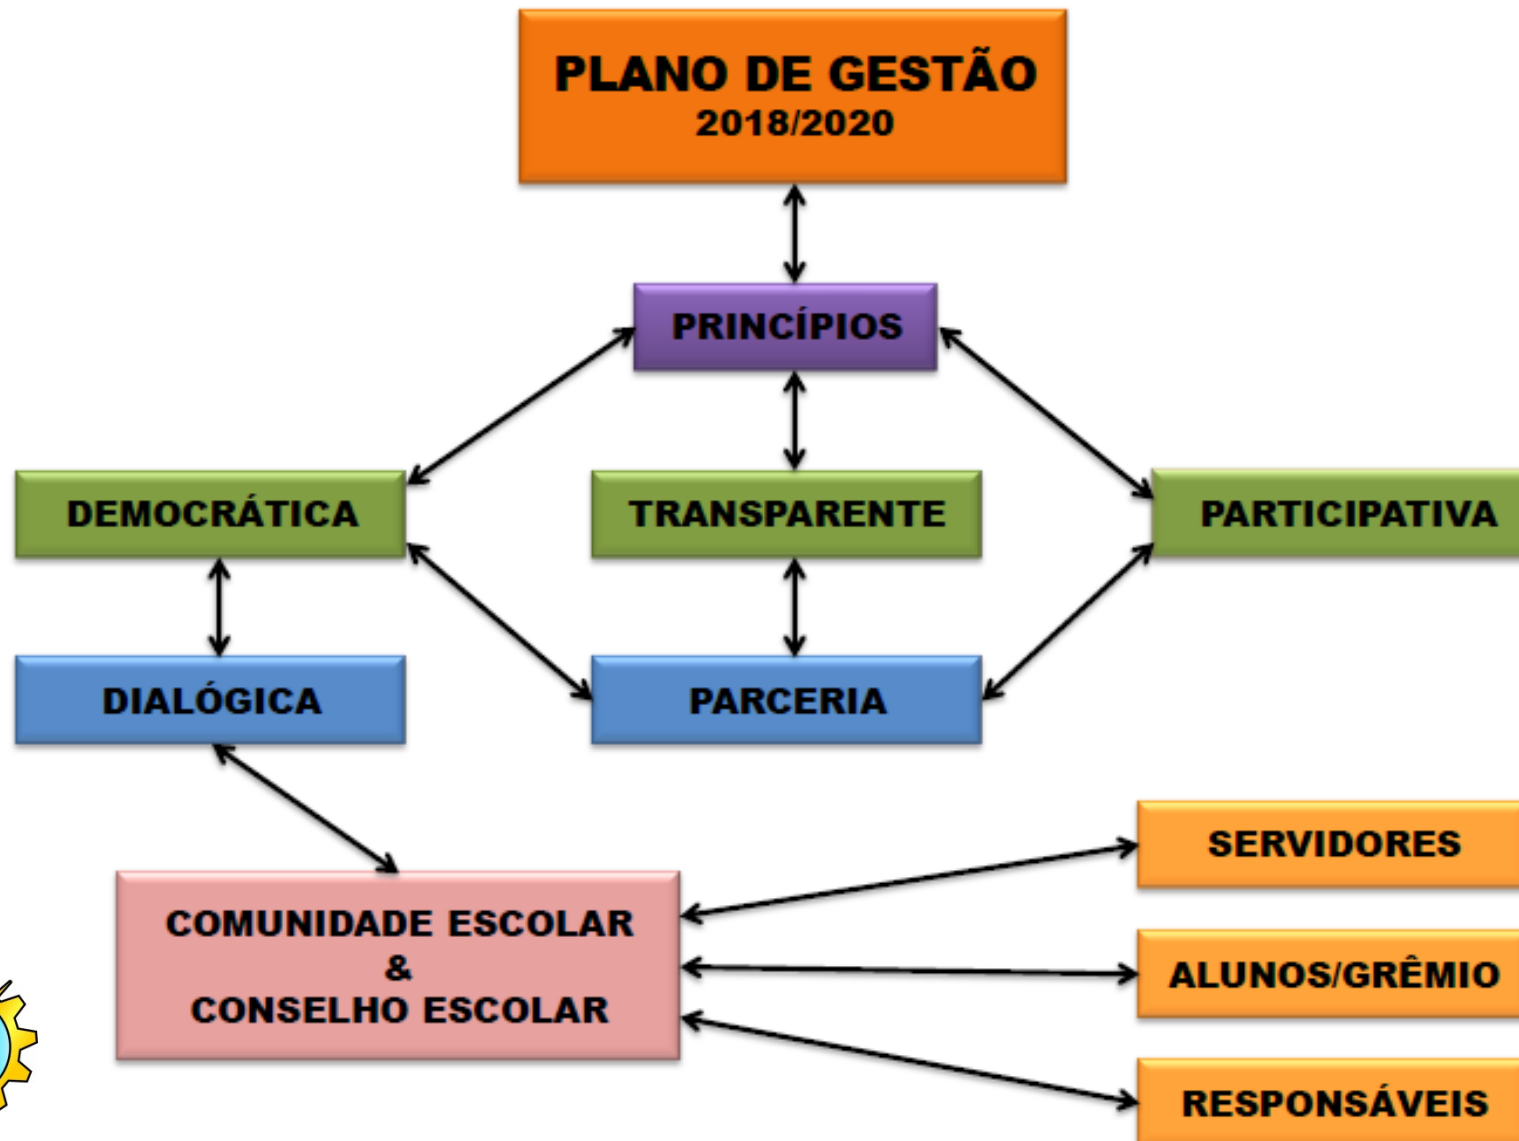 PLANO DE GESTÃO
2018/2020
PRINCÍPIOS
DEMOCRÁTICA
TRANSPARENTE
PARTICIPATIVA
DIALÓGICA
PARCERIA
SERVIDORES
COMUNIDADE ESCOLAR
&
CONSELHO ESCOLAR
ALUNOS/GRÊMIO
RESPONSÁVEIS